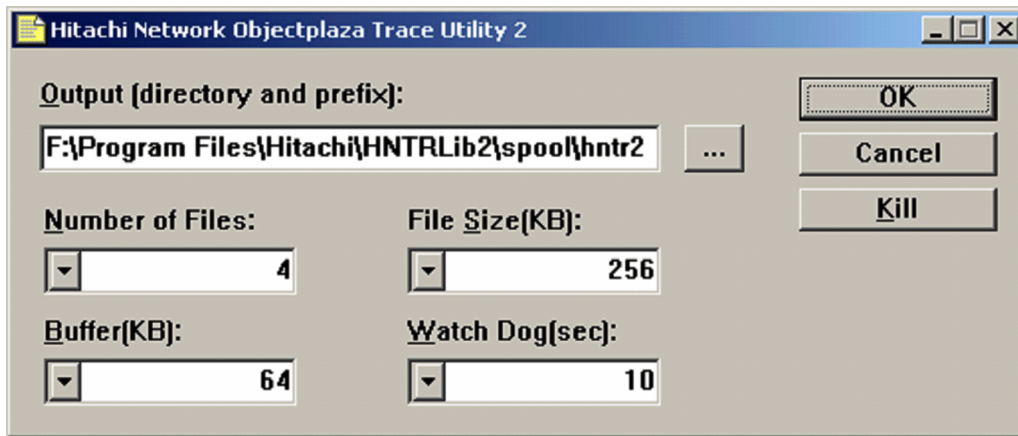 Hitachi Network Objectplaza Trace Utility 2
Output (directory and prefix):
F:\Program Files\Hitachi\HNTRLib2\spool\hntr2
...
OK
Cancel
Kill
Number of Files:
4
File Size(KB):
256
Buffer(KB):
64
Watch Dog(sec):
10